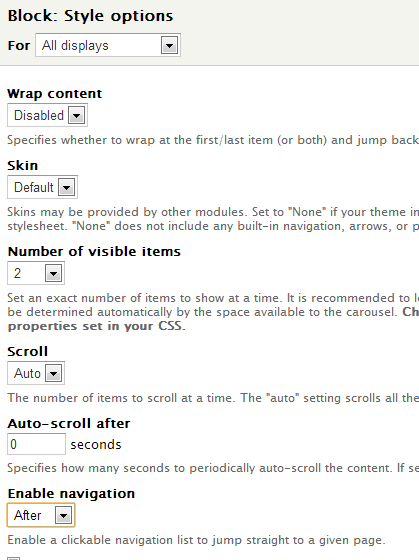 Block: Style options
For All displays
Wrap content
Disabled
Specifies whether to wrap at the first/last item (or both) and jump back
Skin
Default
Skins may be provided by other modules. Set to "None" if your theme in
stylesheet. "None" does not include any built-in navigation, arrows, or p
Number of visible items
2
Set an exact number of items to show at a time. It is recommended to le
be determined automatically by the space available to the carousel. Ch
properties set in your CSS.
Scroll
Auto
The number of items to scroll at a time. The "auto" setting scrolls all the
Auto-scroll after
0 seconds
Specifies how many seconds to periodically auto-scroll the content. If se
Enable navigation
After
Enable a clickable navigation list to jump straight to a given page.